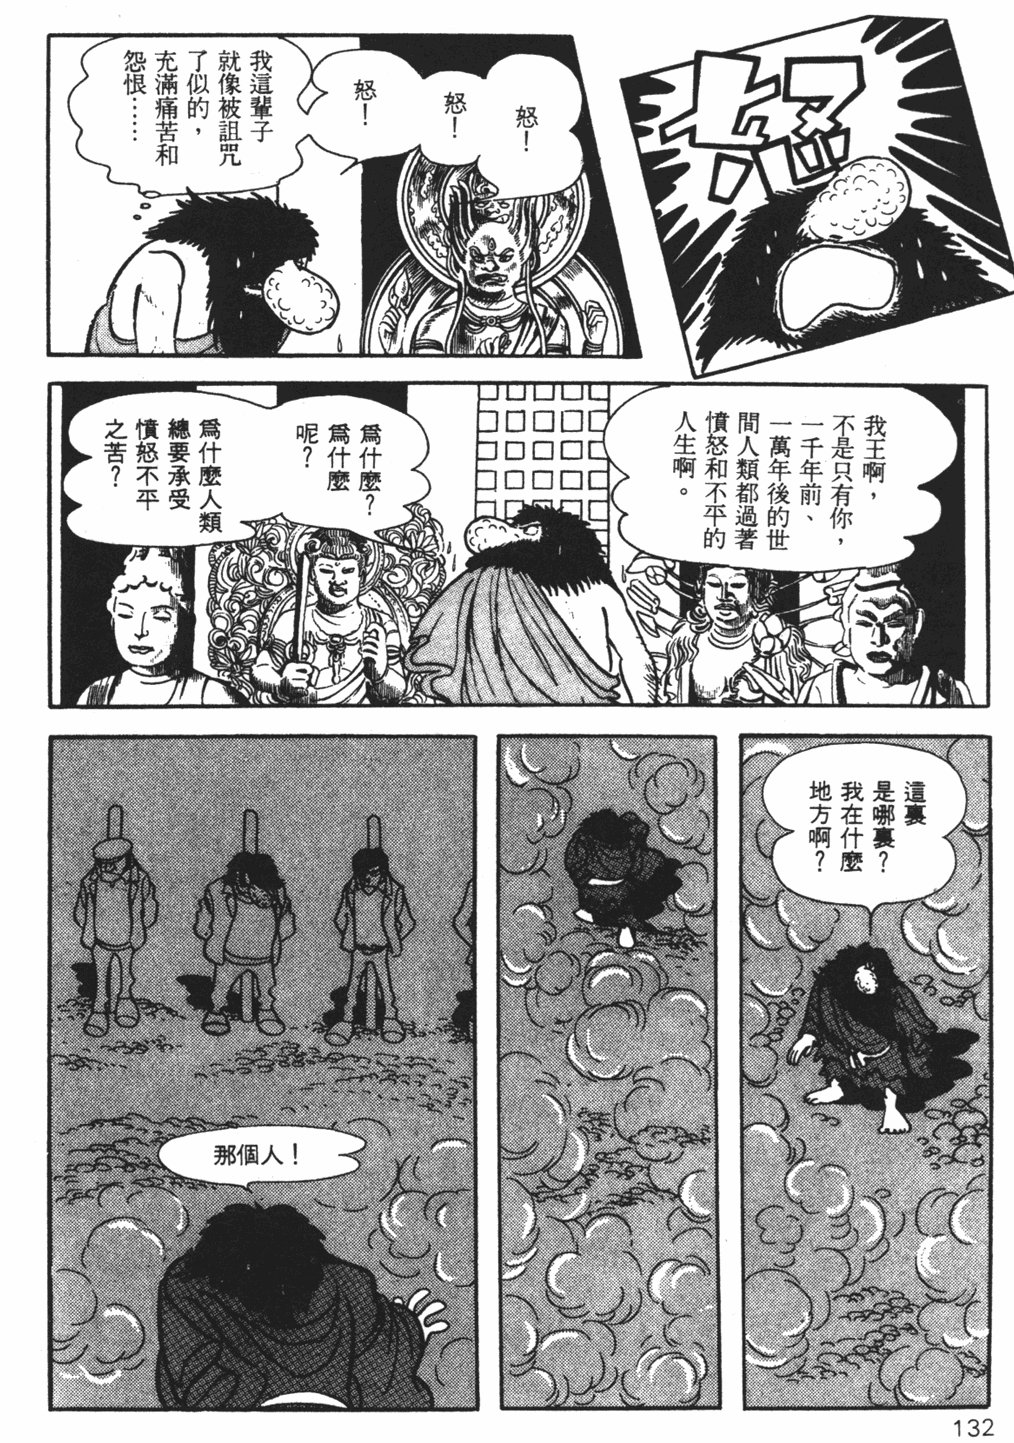 怒
怒！
怒！
怒！
我這輩子
就像被詛咒
了似的，
充滿痛苦和
怨恨……
我王啊，
不是只有你，
一千年前、
一萬年後的世
間人類都過著
憤怒和不平的
人生啊。
爲什麼？
爲什麼
呢？
爲什麼人類
總要承受
憤怒不平
之苦？
這裏
是哪裏？
我在什麼
地方啊？
那個人！
132